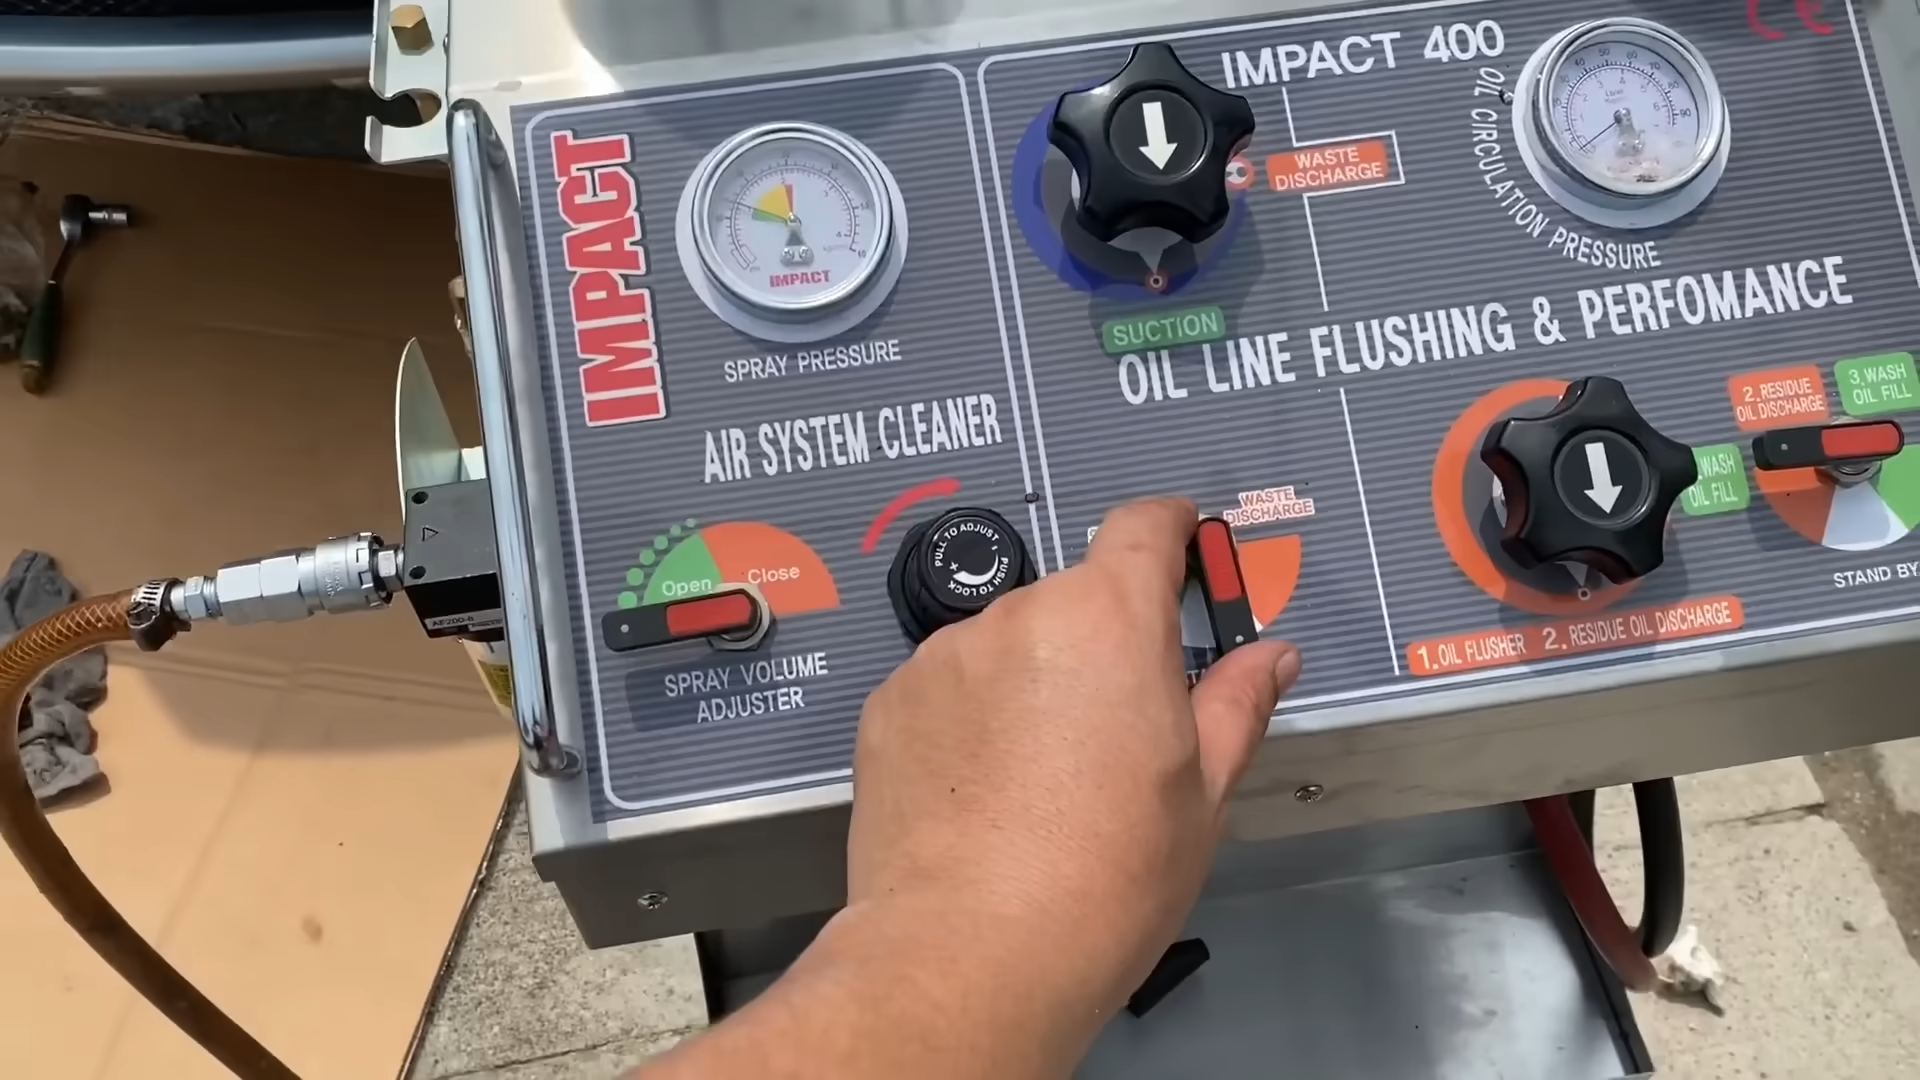 IMPACT 400
IMPACT
IMPACT
SPRAY PRESSURE
AIR SYSTEM CLEANER
Open
Close
SPRAY VOLUME
ADJUSTER
PULL TO ADJUST
PUSH TO LOCK
WASTE
DISCHARGE
SUCTION
OIL CIRCULATION PRESSURE
OIL LINE FLUSHING & PERFOMANCE
WASTE
DISCHARGE
2.RESIDUE
OIL DISCHARGE
3.WASH
OIL FILL
WASH
OIL FILL
STAND BY
1.OIL FLUSHER 2. RESIDUE OIL DISCHARGE
CE